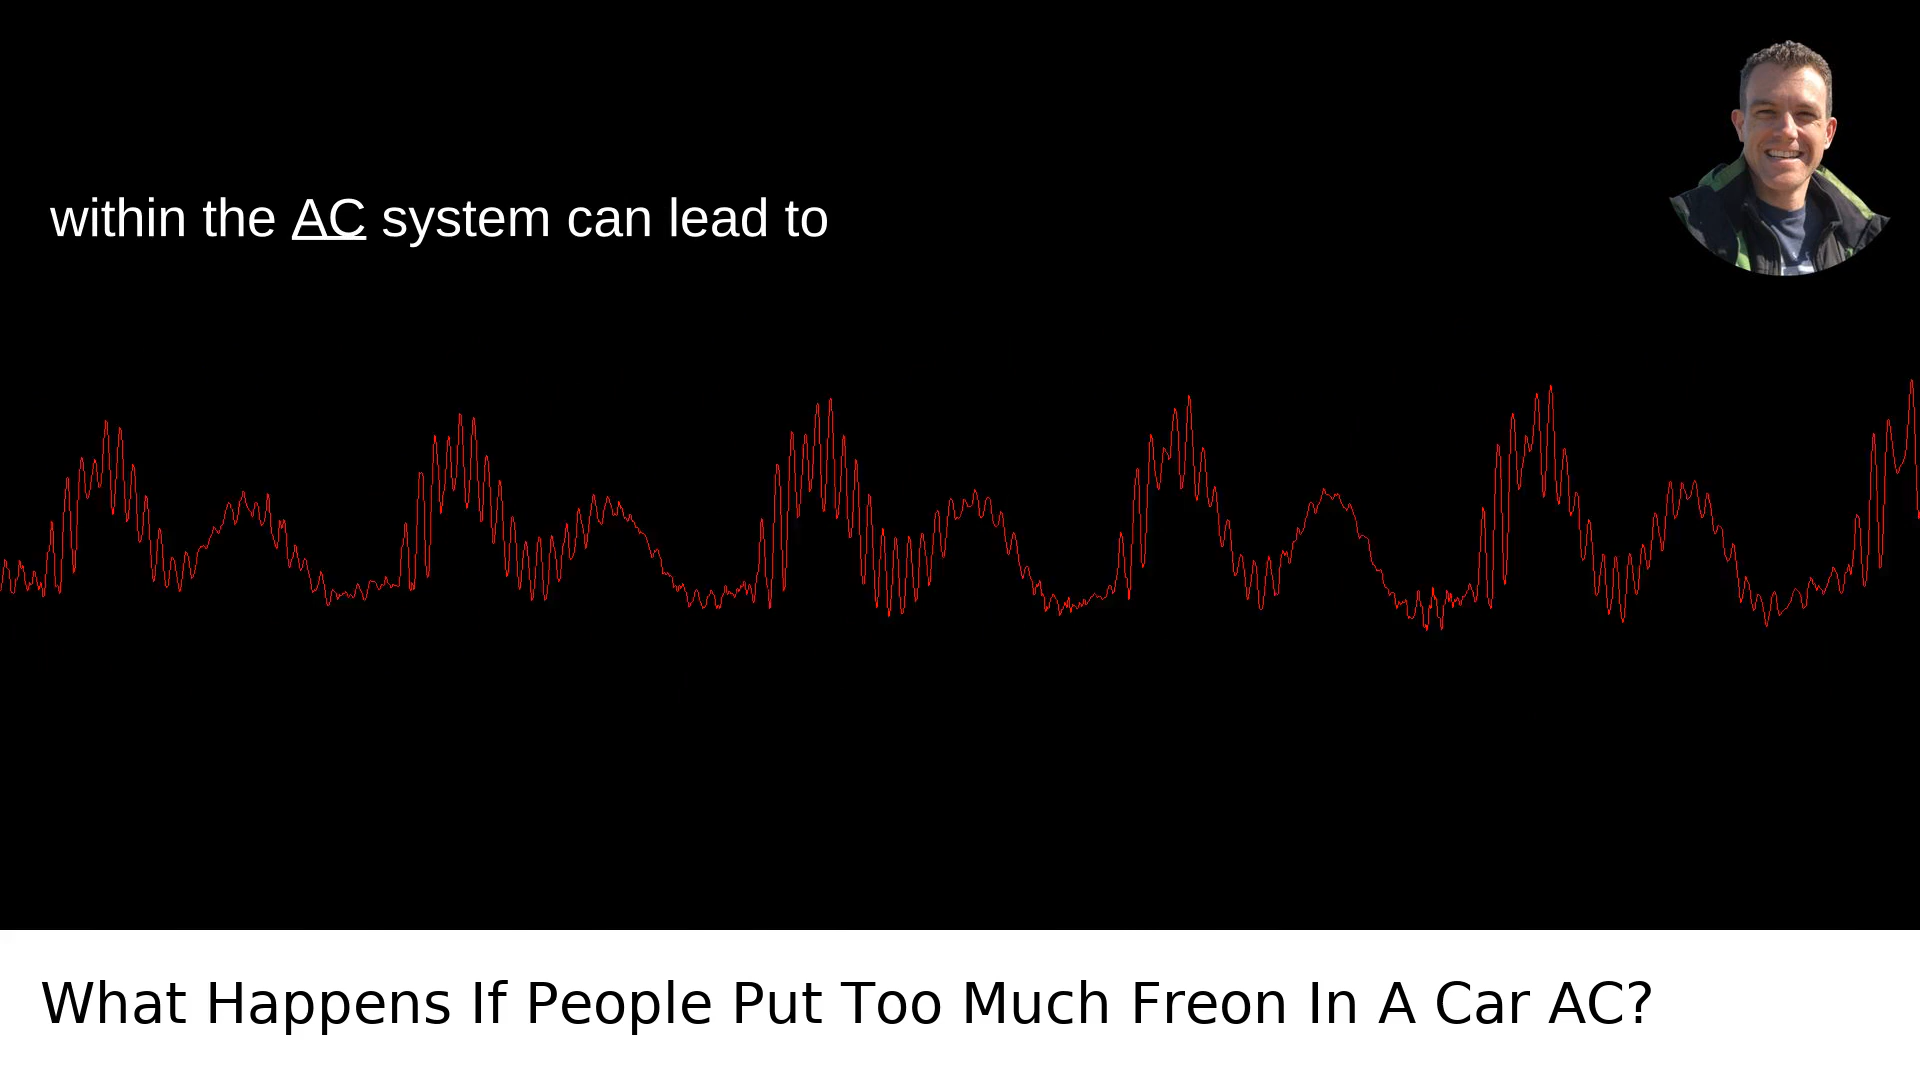 within the AC system can lead to
What Happens If People Put Too Much Freon In A Car AC?